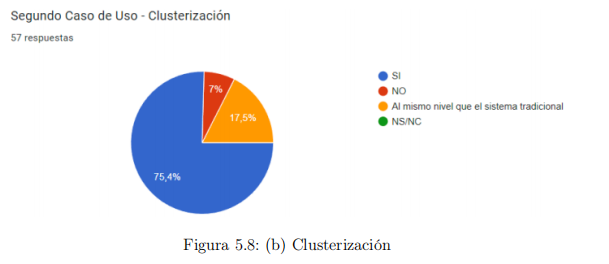 Segundo Caso de Uso - Clusterización
57 respuestas
SI
NO
Al mismo nivel que el sistema tradicional
NS/NC
7%
17,5%
75,4%
Figura 5.8: (b) Clusterización